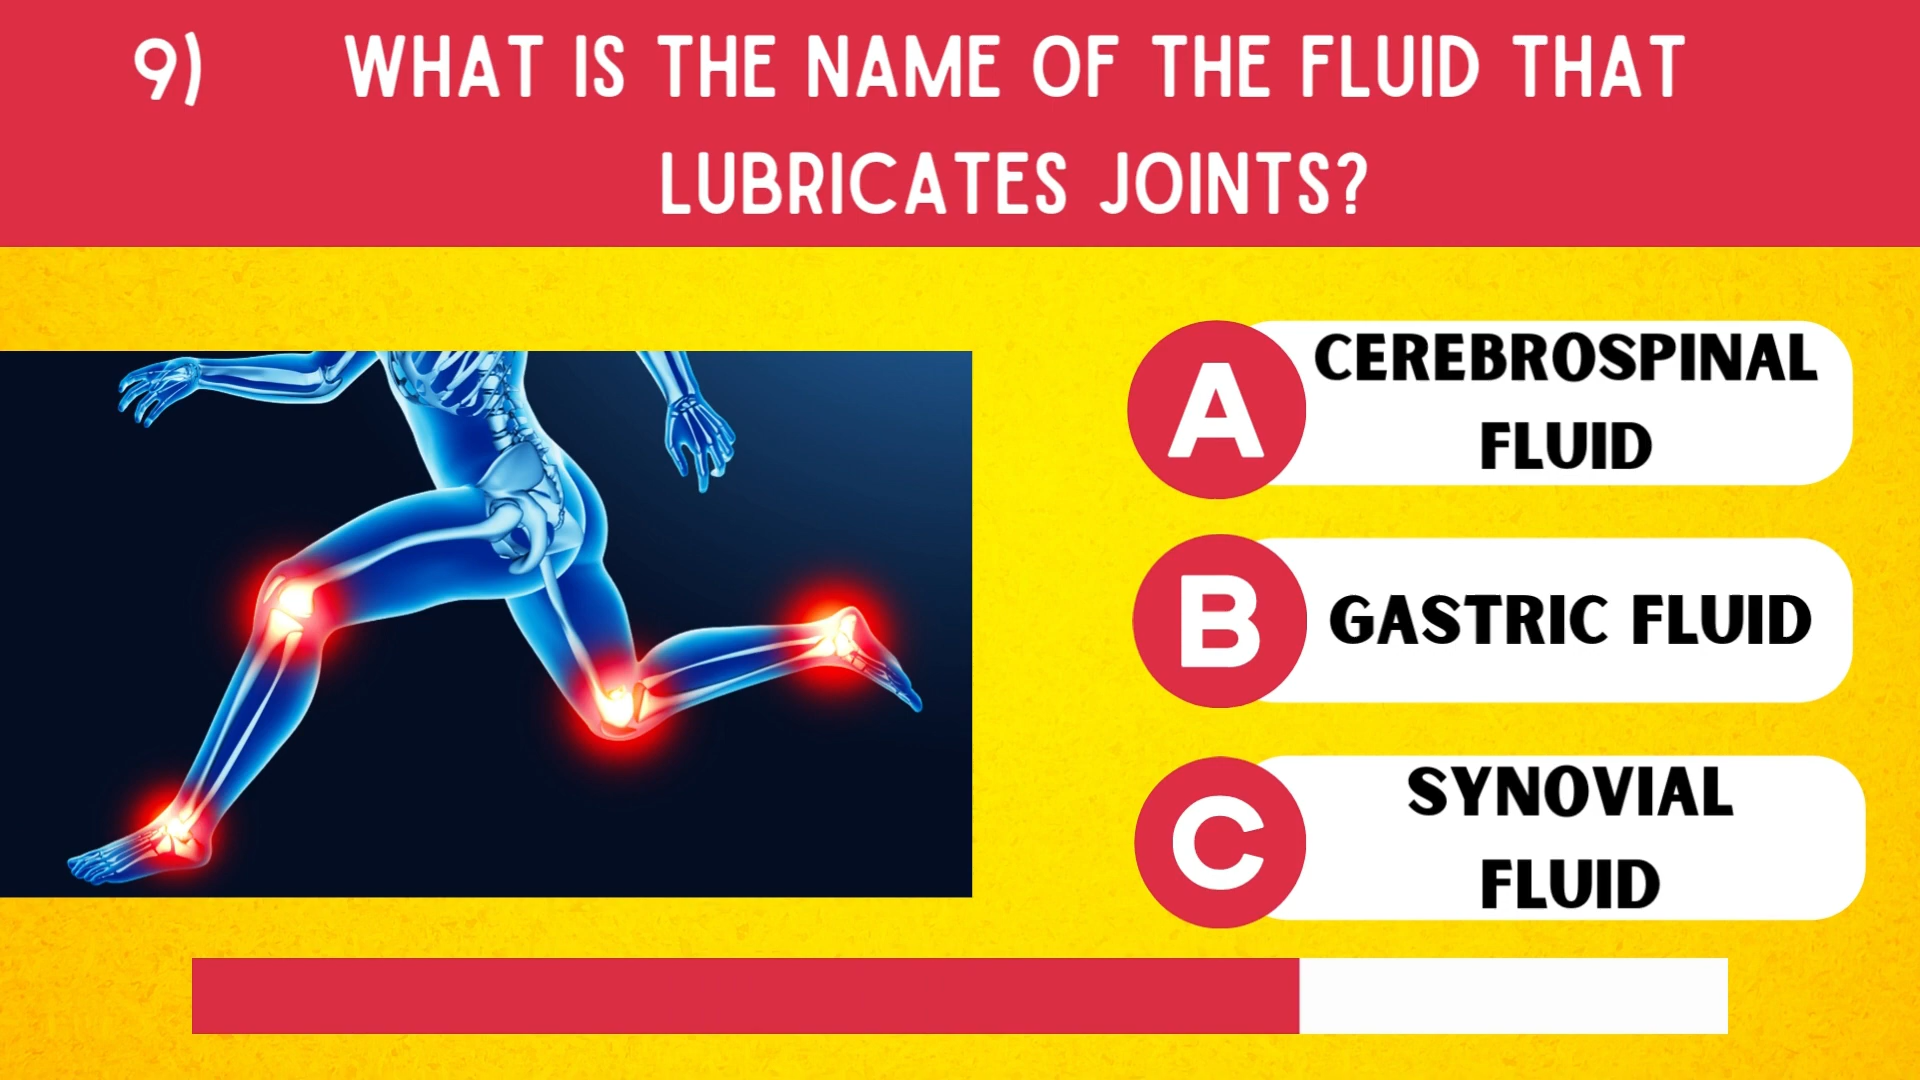 9) WHAT IS THE NAME OF THE FLUID THAT
LUBRICATES JOINTS?
A CEREBROSPINAL
FLUID
B GASTRIC FLUID
C SYNOVIAL
FLUID